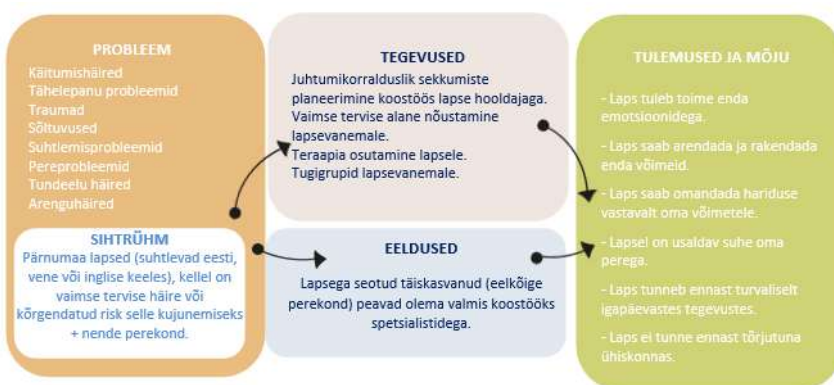 PROBLEEM
Käitumishäired
Tähelepanu probleemid
Traumad
Sõltuvused
Suhtlemisprobleemid
Pereprobleemid
Tundeelu häired
Arenguhäired
SIHTRÜHM
Pärnumaa lapsed (suhtlevad eesti,
vene või inglise keeles), kellel on
vaimse tervise häire või
kõrgendatud risk selle kujunemiseks
+ nende perekond.
TEGEVUSED
Juhtumikorralduslik sekkumiste
planeerimine koostöös lapse hooldajaga.
Vaimse tervise alane nõustamine
lapsevanemale.
Teraapia osutamine lapsele.
Tugigrupid lapsevanemale.
EELDUSED
Lapsega seotud täiskasvanud (eelkõige
perekond) peavad olema valmis koostööks
spetsialistidega.
TULEMUSED JA MÕJU
- Laps tuleb toime enda
emotsioonidega.
- Laps saab arendada ja rakendada
enda võimeid.
- Laps saab omandada hariduse
vastavalt oma võimetele.
- Lapsel on usaldav suhe oma
perega.
- Laps tunneb ennast turvaliselt
igapäevastes tegevustes.
- Laps ei tunne ennast tõrjutuna
ühiskonnas.